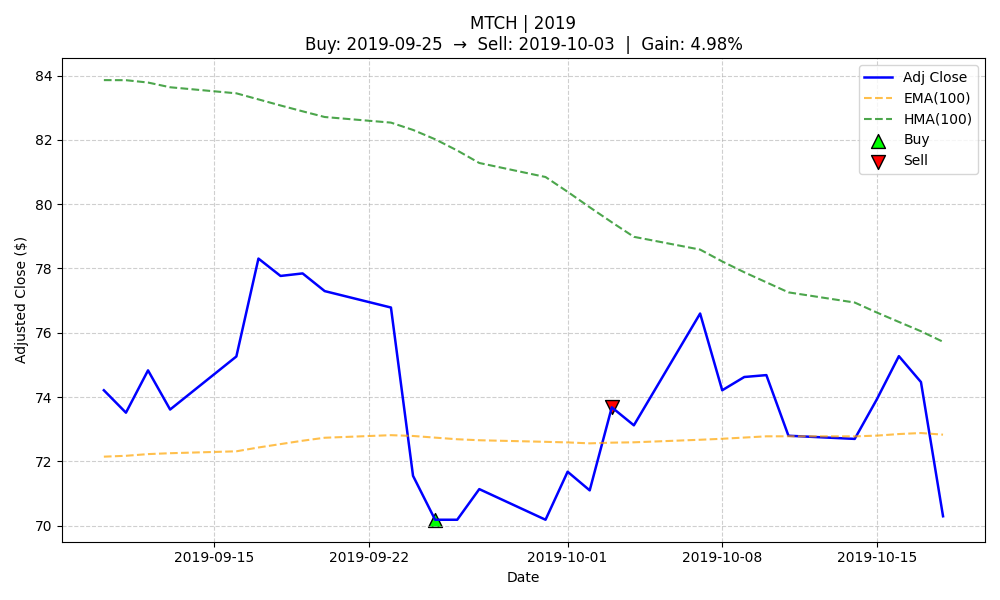 MTCH | 2019
Buy: 2019-09-25 → Sell: 2019-10-03 | Gain: 4.98%
Adj Close
EMA(100)
HMA(100)
Buy
Sell
Adjusted Close ($)
84
82
80
78
76
74
72
70
2019-09-15
2019-09-22
2019-10-01
2019-10-08
2019-10-15
Date